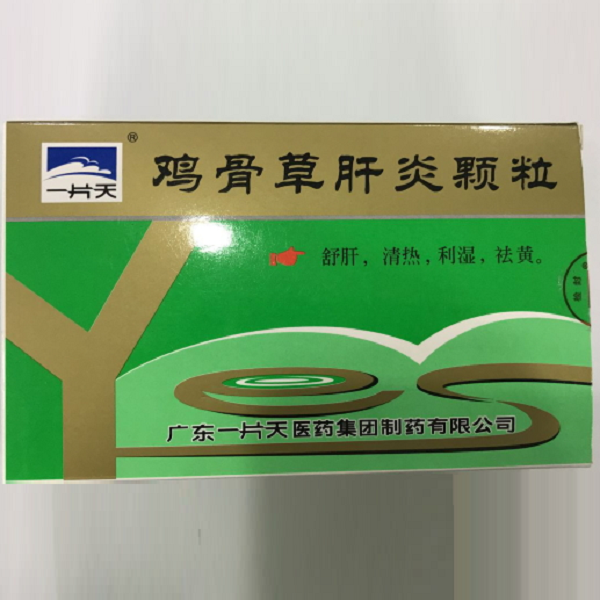 ®
一片天
鸡骨草肝炎颗粒
舒肝，清热，利湿，祛黄。
Yes
广东一片天医药集团制药有限公司